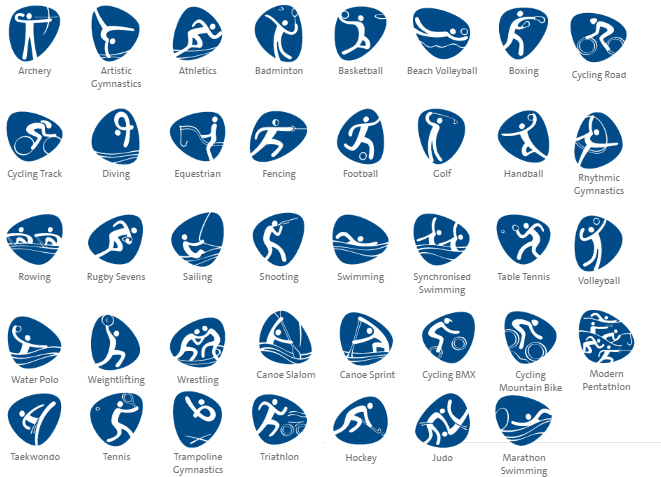 Archery
Artistic
Gymnastics
Athletics
Badminton
Basketball
Beach Volleyball
Boxing
Cycling Road
Cycling Track
Diving
Equestrian
Fencing
Football
Golf
Handball
Rhythmic
Gymnastics
Rowing
Rugby Sevens
Sailing
Shooting
Swimming
Synchronised
Swimming
Table Tennis
Volleyball
Water Polo
Weightlifting
Wrestling
Canoe Slalom
Canoe Sprint
Cycling BMX
Cycling
Mountain Bike
Modern
Pentathlon
Taekwondo
Tennis
Trampoline
Gymnastics
Triathlon
Hockey
Judo
Marathon
Swimming